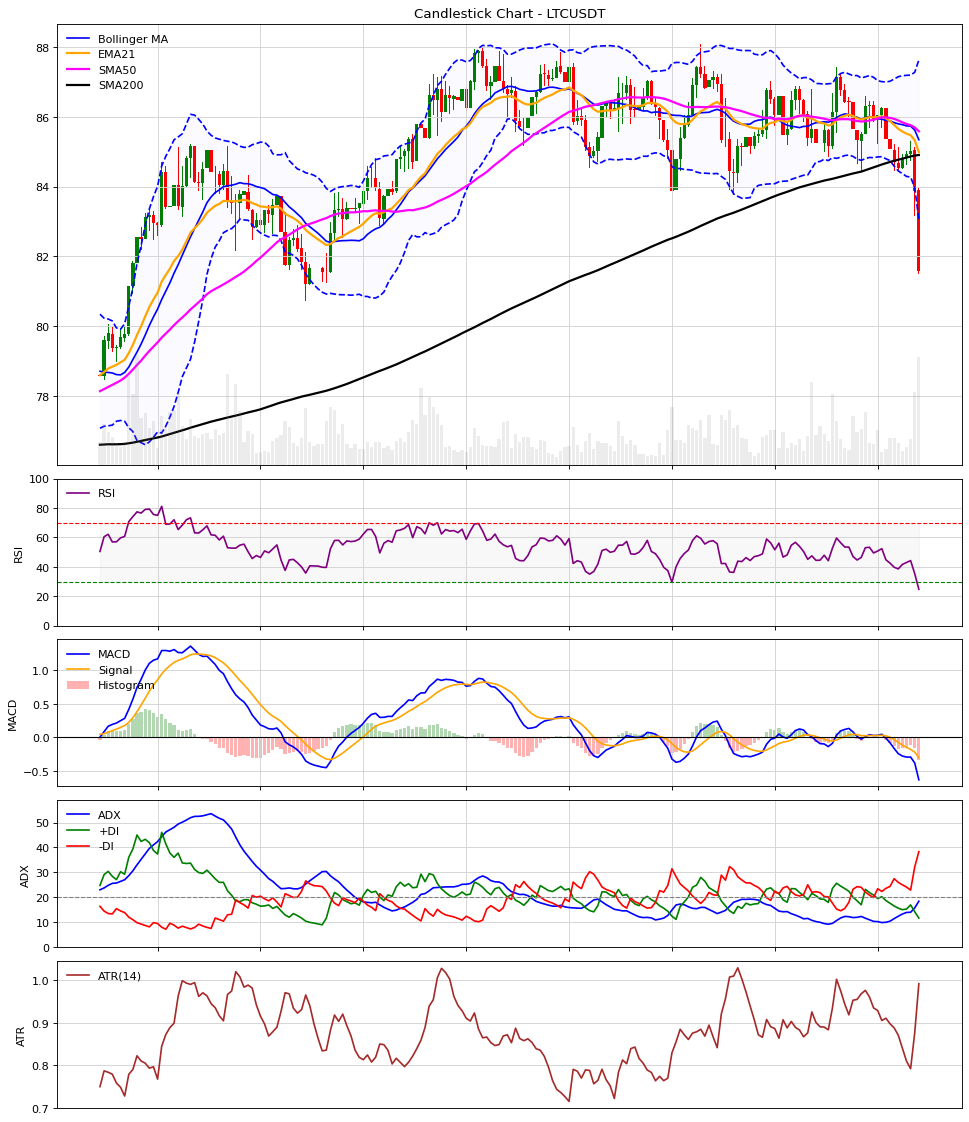 Candlestick Chart - LTCUSDT
Bollinger MA
EMA21
SMA50
SMA200
88
86
84
82
80
78
RSI
RSI
100
80
60
40
20
0
MACD
Signal
Histogram
MACD
1.0
0.5
0.0
−0.5
ADX
+DI
-DI
ADX
50
40
30
20
10
0
ATR(14)
ATR
1.0
0.9
0.8
0.7